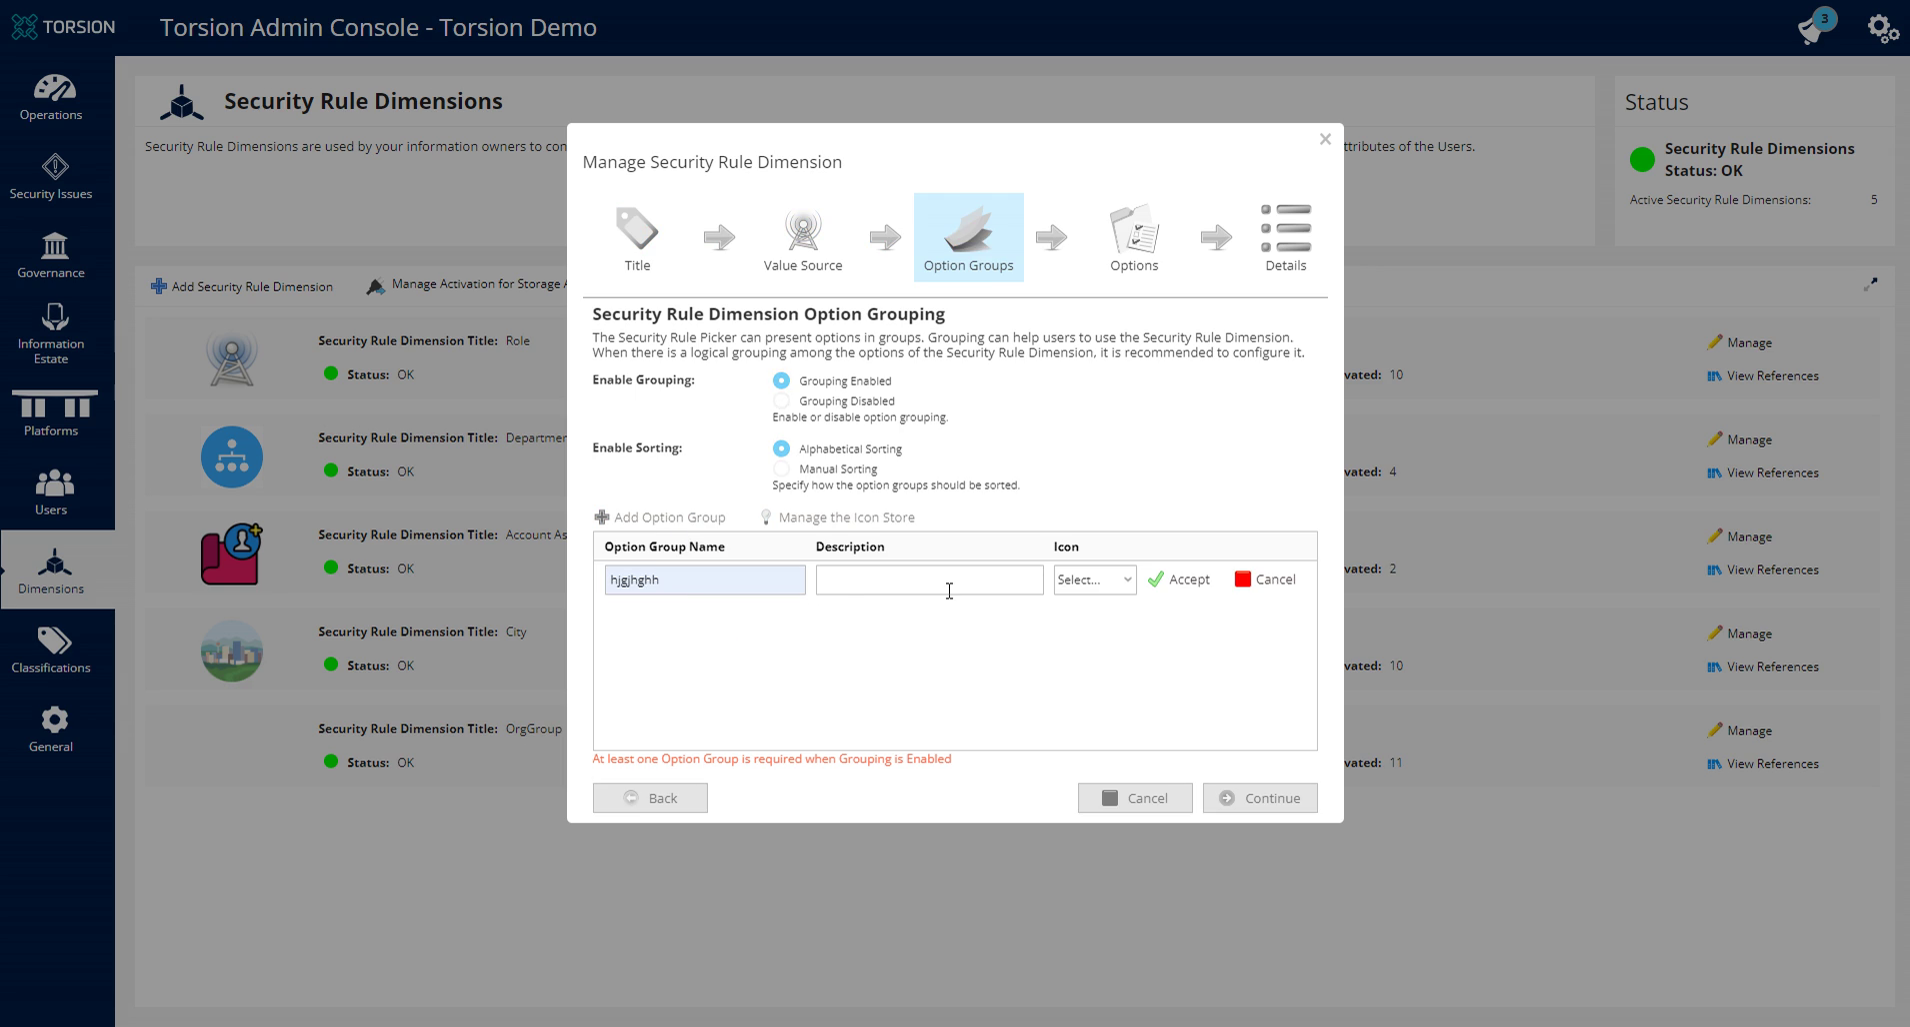 TORSION
Torsion Admin Console - Torsion Demo
3
Operations
Security Issues
Governance
Information
Estate
Platforms
Users
Dimensions
Classifications
General
Security Rule Dimensions
Security Rule Dimensions are used by your information owners to con
ttributes of the Users.
Status
Security Rule Dimensions
Status: OK
Active Security Rule Dimensions: 5
Add Security Rule Dimension
Manage Activation for Storage A
Security Rule Dimension Title: Role
Status: OK
vated: 10
Manage
View References
Security Rule Dimension Title: Departmen
Status: OK
vated: 4
Manage
View References
Security Rule Dimension Title: Account As
Status: OK
vated: 2
Manage
View References
Security Rule Dimension Title: City
Status: OK
vated: 10
Manage
View References
Security Rule Dimension Title: OrgGroup
Status: OK
vated: 11
Manage
View References
Manage Security Rule Dimension
Title
Value Source
Option Groups
Options
Details
Security Rule Dimension Option Grouping
The Security Rule Picker can present options in groups. Grouping can help users to use the Security Rule Dimension.
When there is a logical grouping among the options of the Security Rule Dimension, it is recommended to configure it.
Enable Grouping:
Grouping Enabled
Grouping Disabled
Enable or disable option grouping.
Enable Sorting:
Alphabetical Sorting
Manual Sorting
Specify how the option groups should be sorted.
Add Option Group
Manage the Icon Store
Option Group Name Description Icon
hjgjhghh Select... Accept Cancel
At least one Option Group is required when Grouping is Enabled
Back Cancel Continue